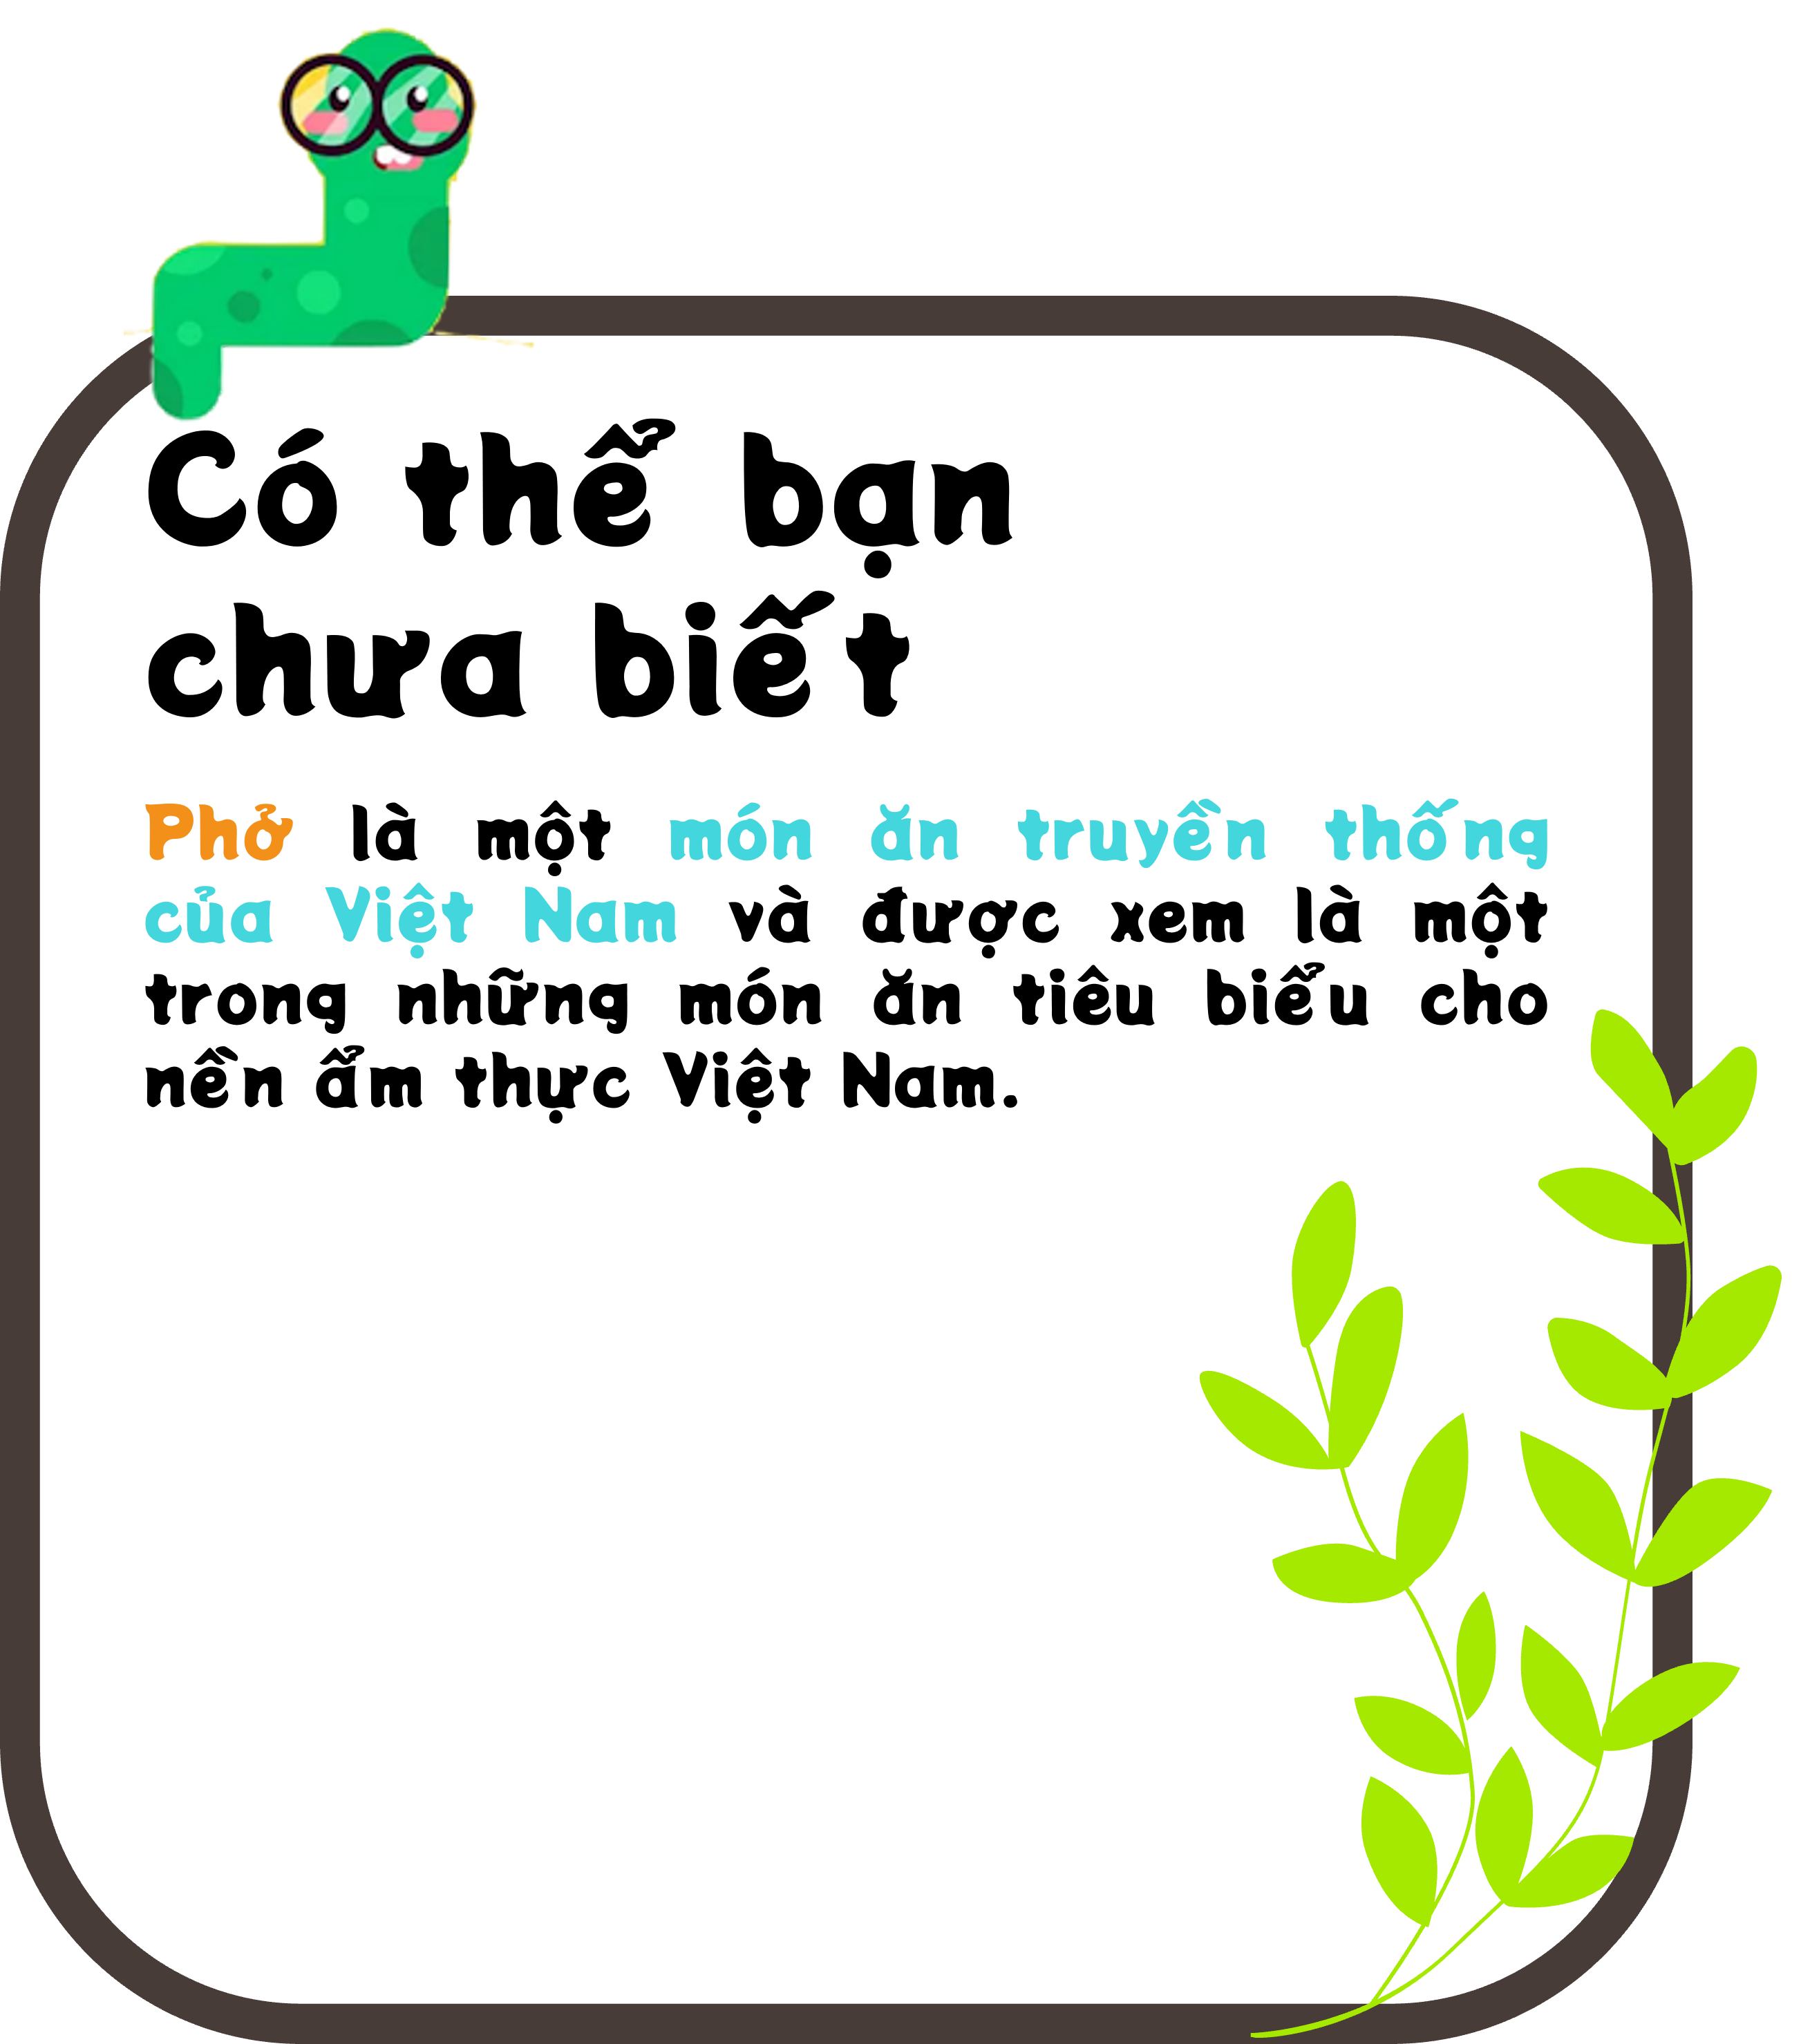 Có thể bạn
chưa biết
Phở là một món ăn truyền thống
của Việt Nam và được xem là một
trong những món ăn tiêu biểu cho
nền ẩm thực Việt Nam.